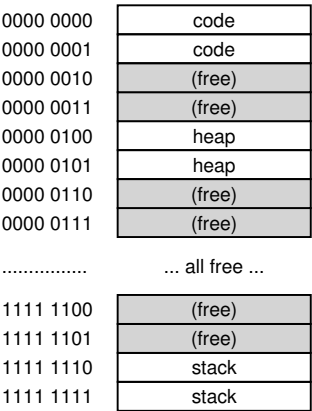 0000 0000 code
0000 0001 code
0000 0010 (free)
0000 0011 (free)
0000 0100 heap
0000 0101 heap
0000 0110 (free)
0000 0111 (free)
................ ... all free ...
1111 1100 (free)
1111 1101 (free)
1111 1110 stack
1111 1111 stack